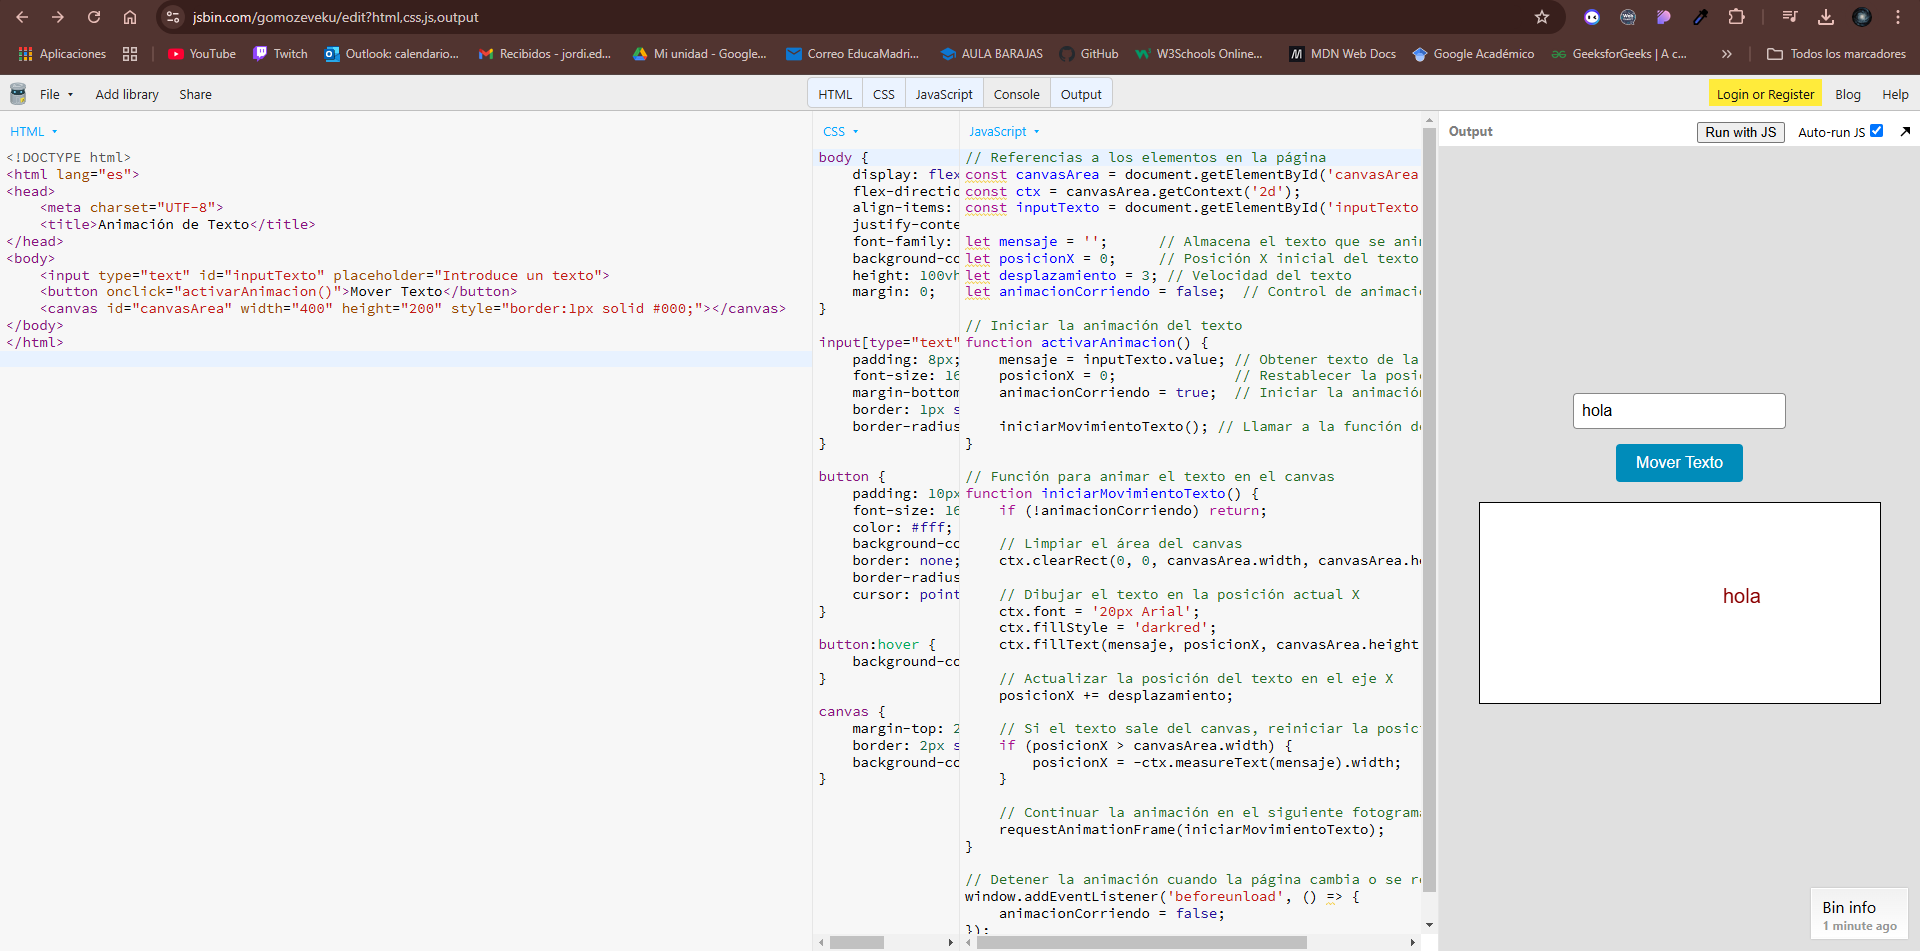 jsbin.com/gomozeveku/edit?html,css,js,output
Aplicaciones
YouTube
Twitch
Outlook: calendario...
Recibidos - jordi.ed...
Mi unidad - Google...
Correo EducaMadri...
AULA BARAJAS
GitHub
W3Schools Online...
MDN Web Docs
Google Académico
GeeksforGeeks | A c...
»
Todos los marcadores
File
Add library
Share
HTML
CSS
JavaScript
Console
Output
Login or Register
Blog
Help
HTML
<!DOCTYPE html>
<html lang="es">
<head>
    <meta charset="UTF-8">
    <title>Animación de Texto</title>
</head>
<body>
    <input type="text" id="inputTexto" placeholder="Introduce un texto">
    <button onclick="activarAnimacion()">Mover Texto</button>
    <canvas id="canvasArea" width="400" height="200" style="border:1px solid #000;"></canvas>
</body>
</html>
CSS
body {
    display: flex
    flex-directio
    align-items:
    justify-conte
    font-family:
    background-co
    height: 100vh
    margin: 0;
}
input[type="text"
    padding: 8px;
    font-size: 16
    margin-bottom
    border: 1px s
    border-radius
}
button {
    padding: 10px
    font-size: 16
    color: #fff;
    background-co
    border: none;
    border-radius
    cursor: point
}
button:hover {
    background-co
}
canvas {
    margin-top: 2
    border: 2px s
    background-co
}
JavaScript
// Referencias a los elementos en la página
const canvasArea = document.getElementById('canvasArea
const ctx = canvasArea.getContext('2d');
const inputTexto = document.getElementById('inputTexto
let mensaje = '';      // Almacena el texto que se ani
let posicionX = 0;     // Posición X inicial del texto
let desplazamiento = 3; // Velocidad del texto
let animacionCorriendo = false;  // Control de animaci
// Iniciar la animación del texto
function activarAnimacion() {
    mensaje = inputTexto.value; // Obtener texto de la
    posicionX = 0;              // Restablecer la posi
    animacionCorriendo = true;  // Iniciar la animación
    iniciarMovimientoTexto(); // Llamar a la función de
}
// Función para animar el texto en el canvas
function iniciarMovimientoTexto() {
    if (!animacionCorriendo) return;
    // Limpiar el área del canvas
    ctx.clearRect(0, 0, canvasArea.width, canvasArea.he
    // Dibujar el texto en la posición actual X
    ctx.font = '20px Arial';
    ctx.fillStyle = 'darkred';
    ctx.fillText(mensaje, posicionX, canvasArea.height
    // Actualizar la posición del texto en el eje X
    posicionX += desplazamiento;
    // Si el texto sale del canvas, reiniciar la posic
    if (posicionX > canvasArea.width) {
        posicionX = -ctx.measureText(mensaje).width;
    }
    // Continuar la animación en el siguiente fotograma
    requestAnimationFrame(iniciarMovimientoTexto);
}
// Detener la animación cuando la página cambia o se re
window.addEventListener('beforeunload', () => {
    animacionCorriendo = false;
});
Output
Run with JS
Auto-run JS
hola
Mover Texto
hola
Bin info
1 minute ago